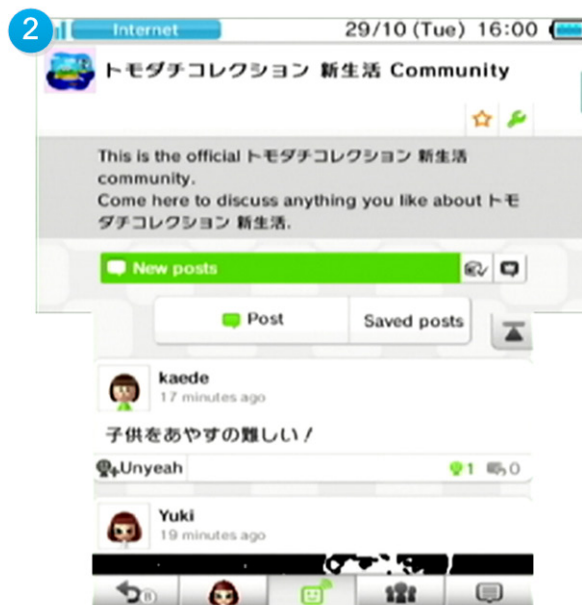 2
Internet 29/10 (Tue) 16:00
トモダチコレクション 新生活 Community
This is the official トモダチコレクション 新生活
community.
Come here to discuss anything you like about トモ
ダチコレクション 新生活.
New posts
Post Saved posts
kaede
17 minutes ago
子供をあやすの難しい！
Unyeah 1 0
Yuki
19 minutes ago
B